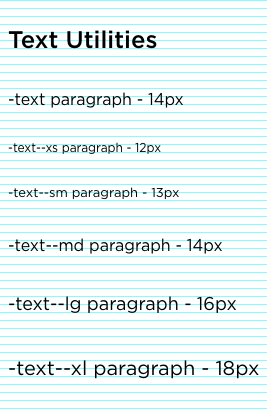 Text Utilities
-text paragraph - 14px
-text--xs paragraph - 12px
-text--sm paragraph - 13px
-text--md paragraph - 14px
-text--lg paragraph - 16px
-text--xl paragraph - 18px